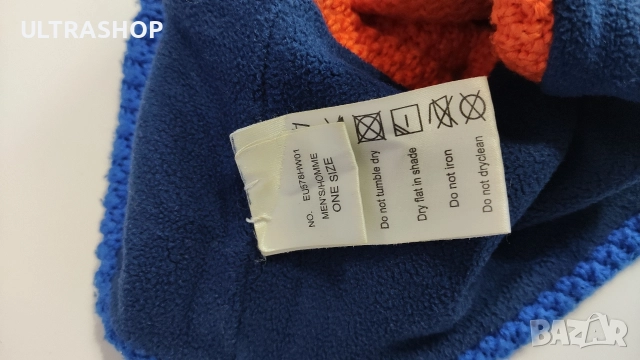 ULTRASHOP
NO. EU578HW01
MEN'S/HOMME
ONE SIZE
Do not tumble dry
Dry flat in shade
Do not iron
Do not dryclean
BAZAR